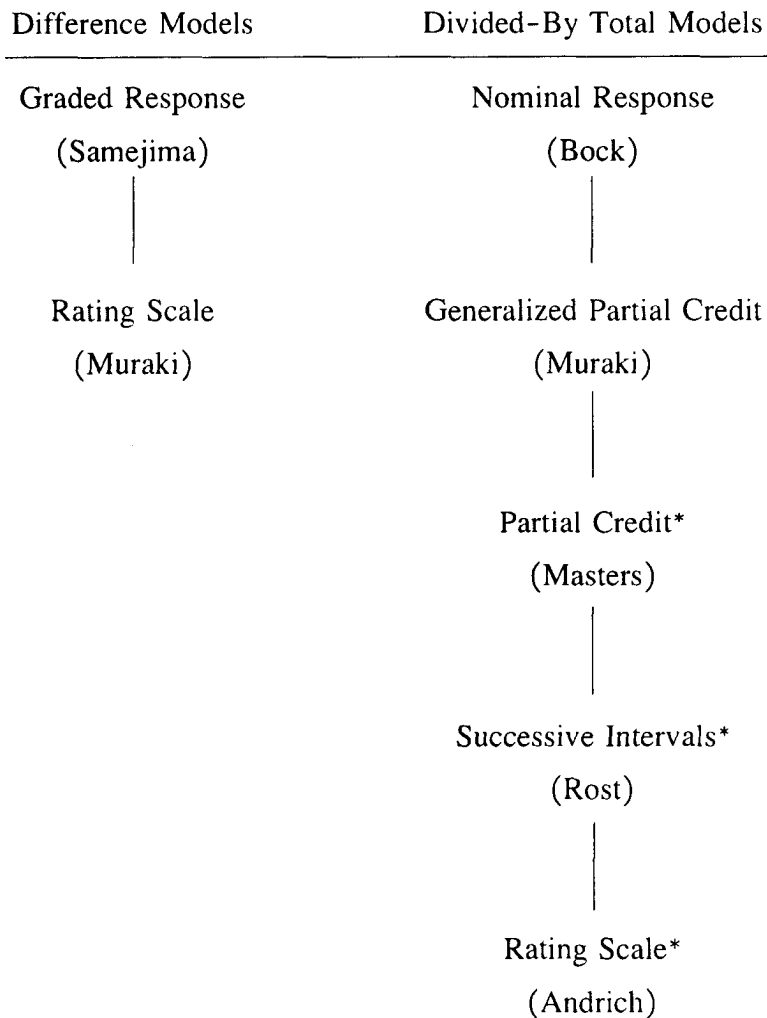 Difference Models
Divided-By Total Models
Graded Response
(Samejima)
Nominal Response
(Bock)
Rating Scale
(Muraki)
Generalized Partial Credit
(Muraki)
Partial Credit*
(Masters)
Successive Intervals*
(Rost)
Rating Scale*
(Andrich)